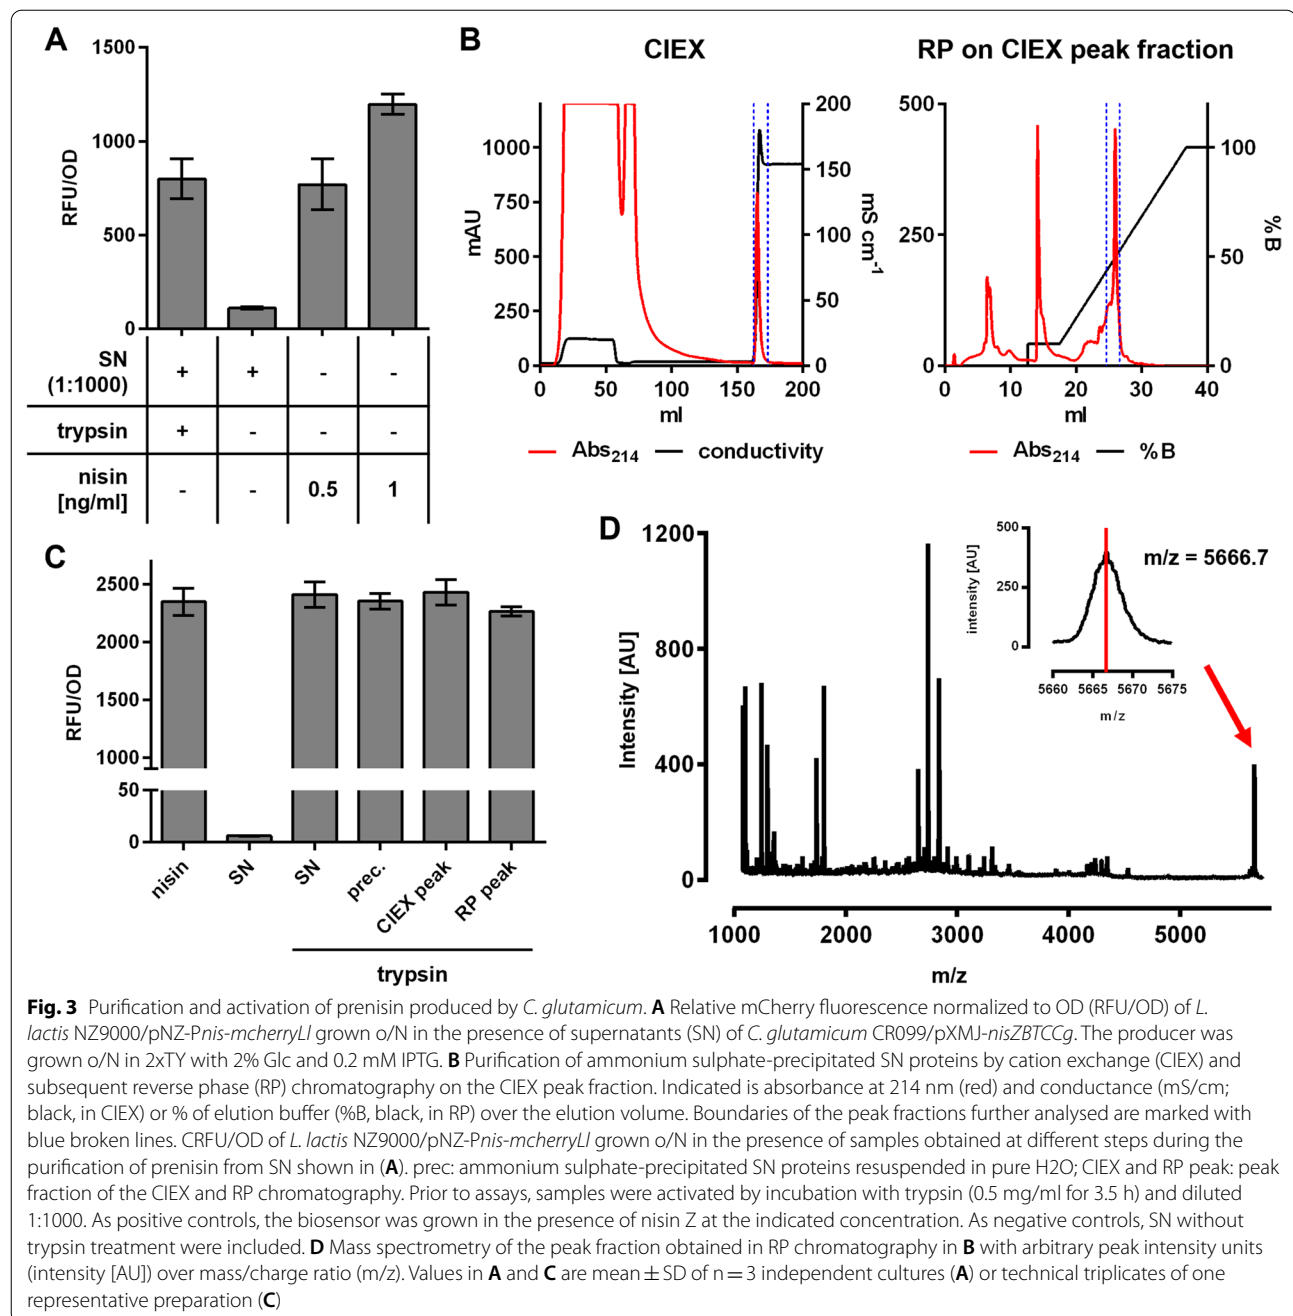 A
1500
1000
500
0
RFU/OD
SN (1:1000) + + - -
trypsin + - - -
nisin [ng/ml] - - 0.5 1
B
CIEX
1000
750
500
250
0
mAU
200
150
100
50
0
mS cm-1
0 50 100 150 200
ml
Abs214 conductivity
RP on CIEX peak fraction
500
250
0
100
50
0
%B
0 10 20 30 40
ml
Abs214 %B
C
2500
2000
1500
1000
50
0
RFU/OD
nisin SN SN prec. CIEX peak RP peak
trypsin
D
1200
800
400
0
Intensity [AU]
1000 2000 3000 4000 5000
m/z
500
250
0
intensity [AU]
5660 5665 5670 5675
m/z
m/z = 5666.7
Fig. 3 Purification and activation of prenisin produced by C. glutamicum. A Relative mCherry fluorescence normalized to OD (RFU/OD) of L.
lactis NZ9000/pNZ-Pnis-mcherryLl grown o/N in the presence of supernatants (SN) of C. glutamicum CR099/pXMJ-nisZBTCCg. The producer was
grown o/N in 2xTY with 2% Glc and 0.2 mM IPTG. B Purification of ammonium sulphate-precipitated SN proteins by cation exchange (CIEX) and
subsequent reverse phase (RP) chromatography on the CIEX peak fraction. Indicated is absorbance at 214 nm (red) and conductance (mS/cm;
black, in CIEX) or % of elution buffer (%B, black, in RP) over the elution volume. Boundaries of the peak fractions further analysed are marked with
blue broken lines. CRFU/OD of L. lactis NZ9000/pNZ-Pnis-mcherryLl grown o/N in the presence of samples obtained at different steps during the
purification of prenisin from SN shown in (A). prec: ammonium sulphate-precipitated SN proteins resuspended in pure H2O; CIEX and RP peak: peak
fraction of the CIEX and RP chromatography. Prior to assays, samples were activated by incubation with trypsin (0.5 mg/ml for 3.5 h) and diluted
1:1000. As positive controls, the biosensor was grown in the presence of nisin Z at the indicated concentration. As negative controls, SN without
trypsin treatment were included. D Mass spectrometry of the peak fraction obtained in RP chromatography in B with arbitrary peak intensity units
(intensity [AU]) over mass/charge ratio (m/z). Values in A and C are mean ± SD of n = 3 independent cultures (A) or technical triplicates of one
representative preparation (C)